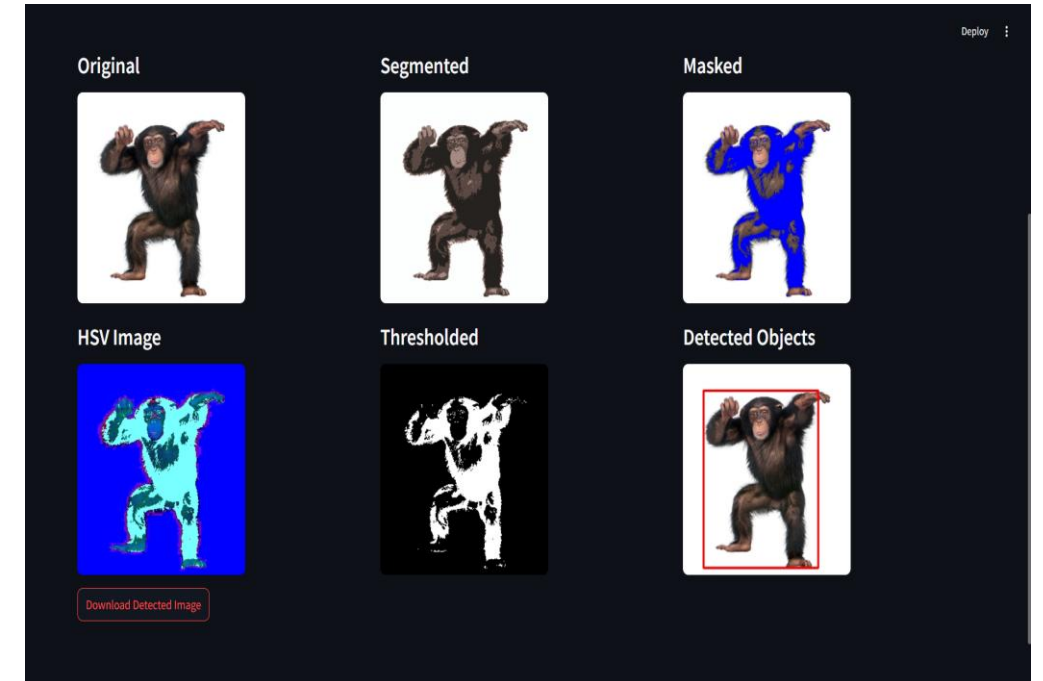 Deploy
Original
Segmented
Masked
HSV Image
Thresholded
Detected Objects
Download Detected Image